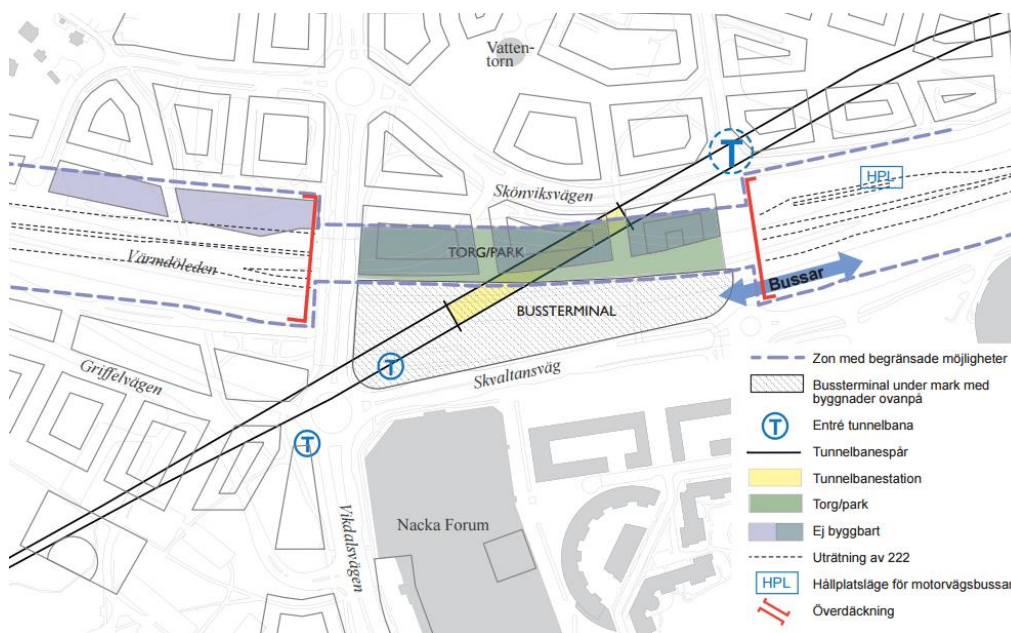 Vatten-
torn
T
HPL
Skönviksvägen
TORG/PARK
Värmdöleden
Bussar
BUSSTERMINAL
T
Skvaltansväg
Griffelvägen
T
Vikdalsvägen
Nacka Forum
Zon med begränsade möjligheter
Bussterminal under mark med
byggnader ovanpå
T
Entré tunnelbana
Tunnelbanespår
Tunnelbanestation
Torg/park
Ej byggbart
Uträtning av 222
HPL
Hållplatsläge för motorvägsbussar
Överdäckning